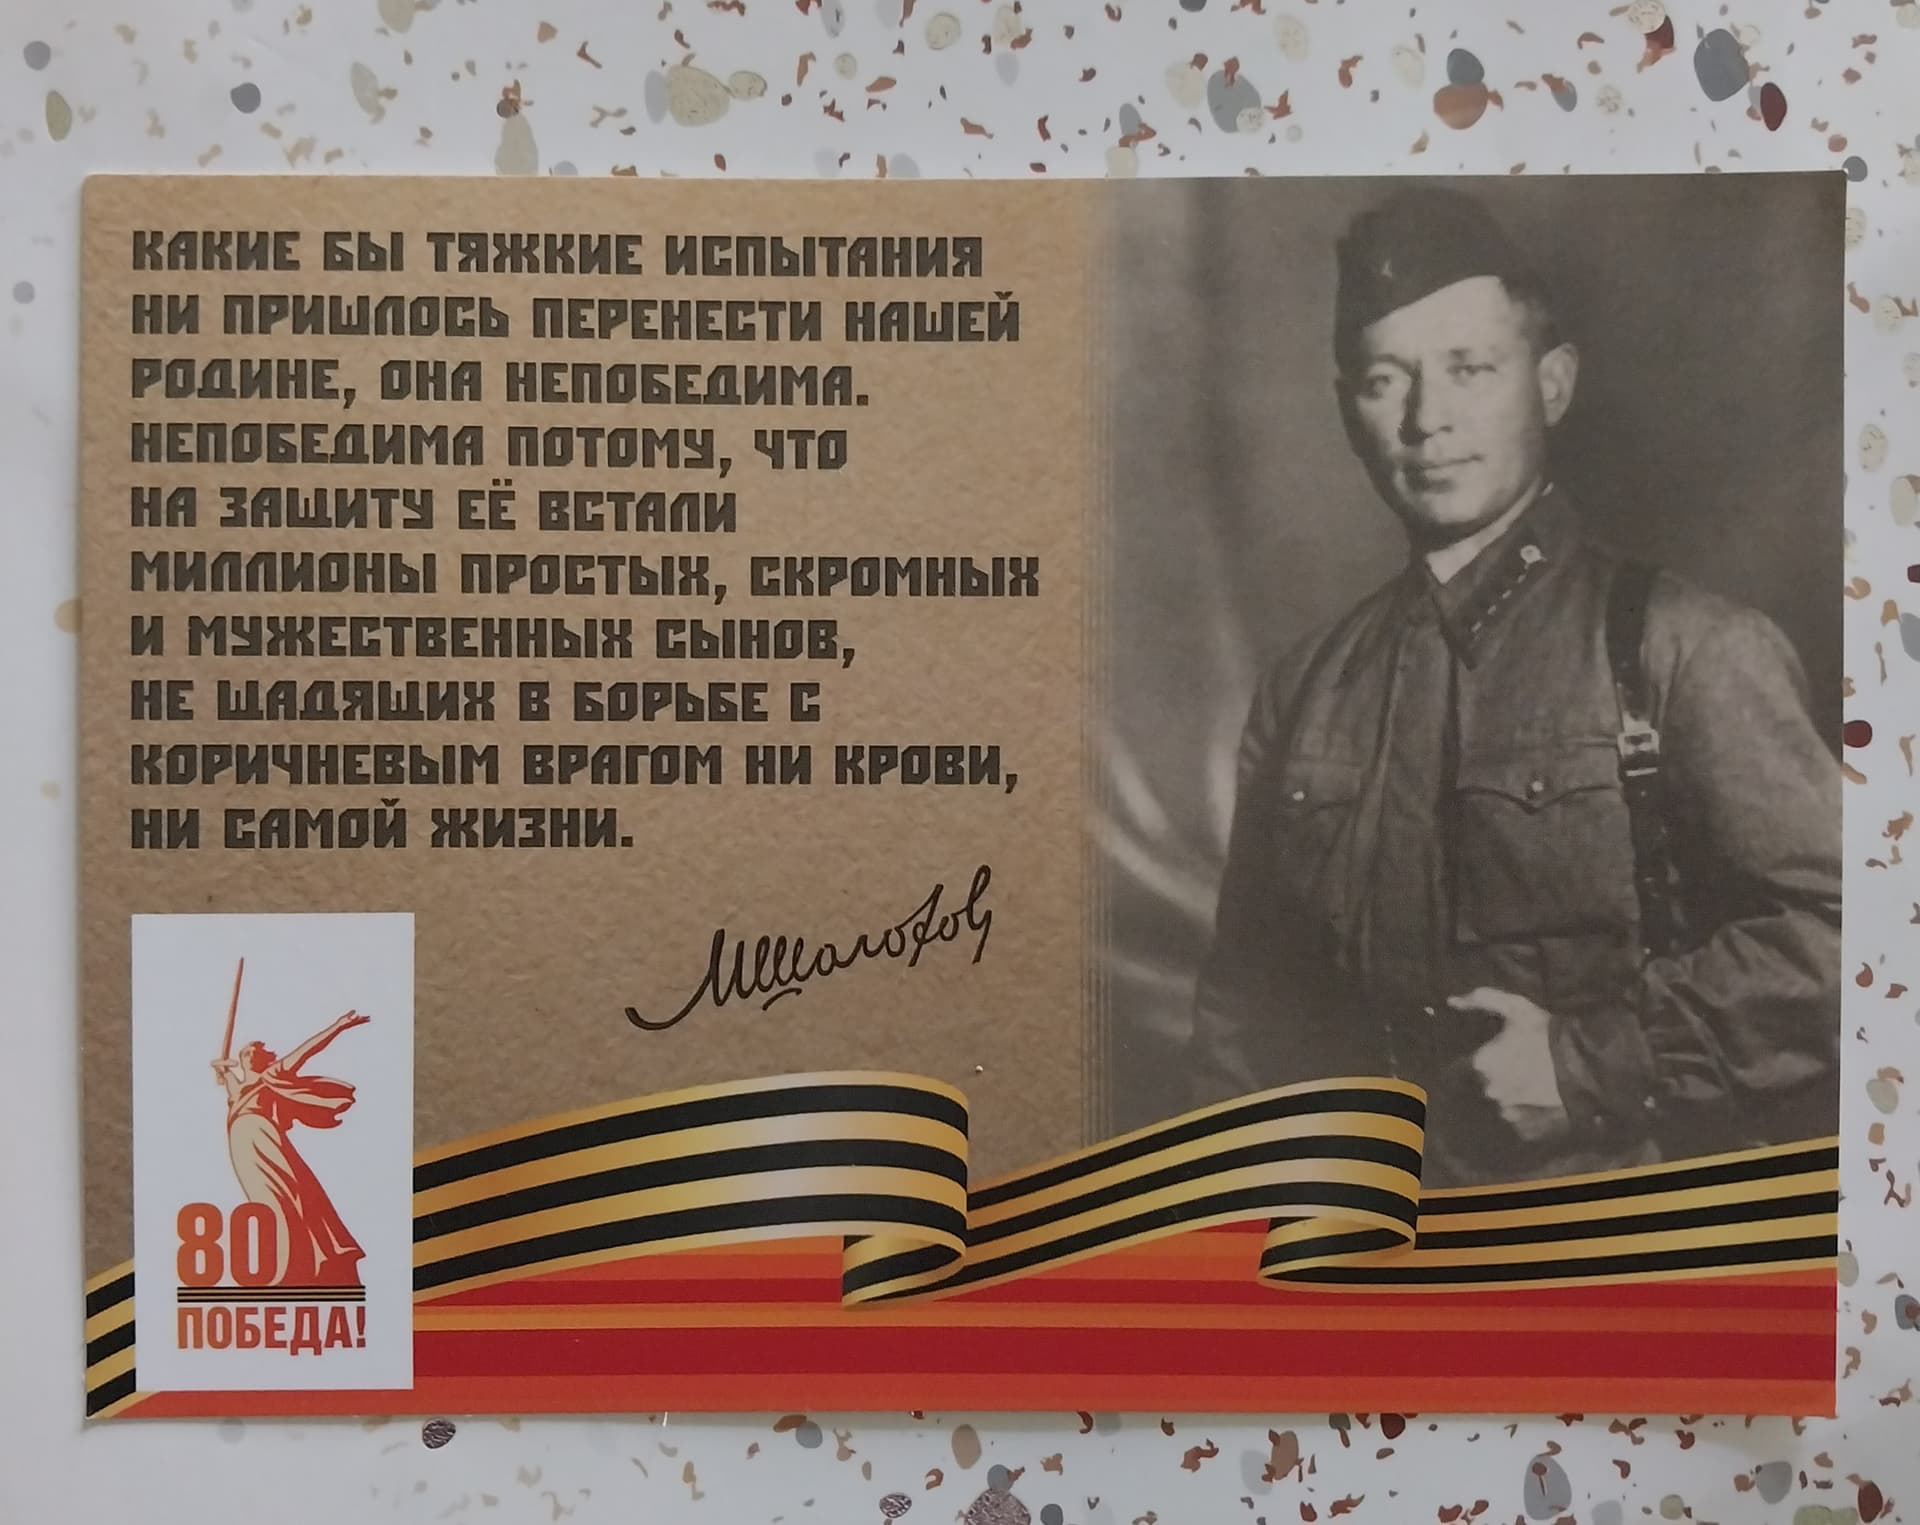 КАКИЕ БЫ ТЯЖКИЕ ИСПЫТАНИЯ
НИ ПРИШЛОСЬ ПЕРЕНЕСТИ НАШЕЙ
РОДИНЕ, ОНА НЕПОБЕДИМА.
НЕПОБЕДИМА ПОТОМУ, ЧТО
НА ЗАЩИТУ ЕЁ ВСТАЛИ
МИЛЛИОНЫ ПРОСТЫХ, СКРОМНЫХ
И МУЖЕСТВЕННЫХ СЫНОВ,
НЕ ЩАДЯЩИХ В БОРЬБЕ С
КОРИЧНЕВЫМ ВРАГОМ НИ КРОВИ,
НИ САМОЙ ЖИЗНИ.
МШолохов
80
ПОБЕДА!